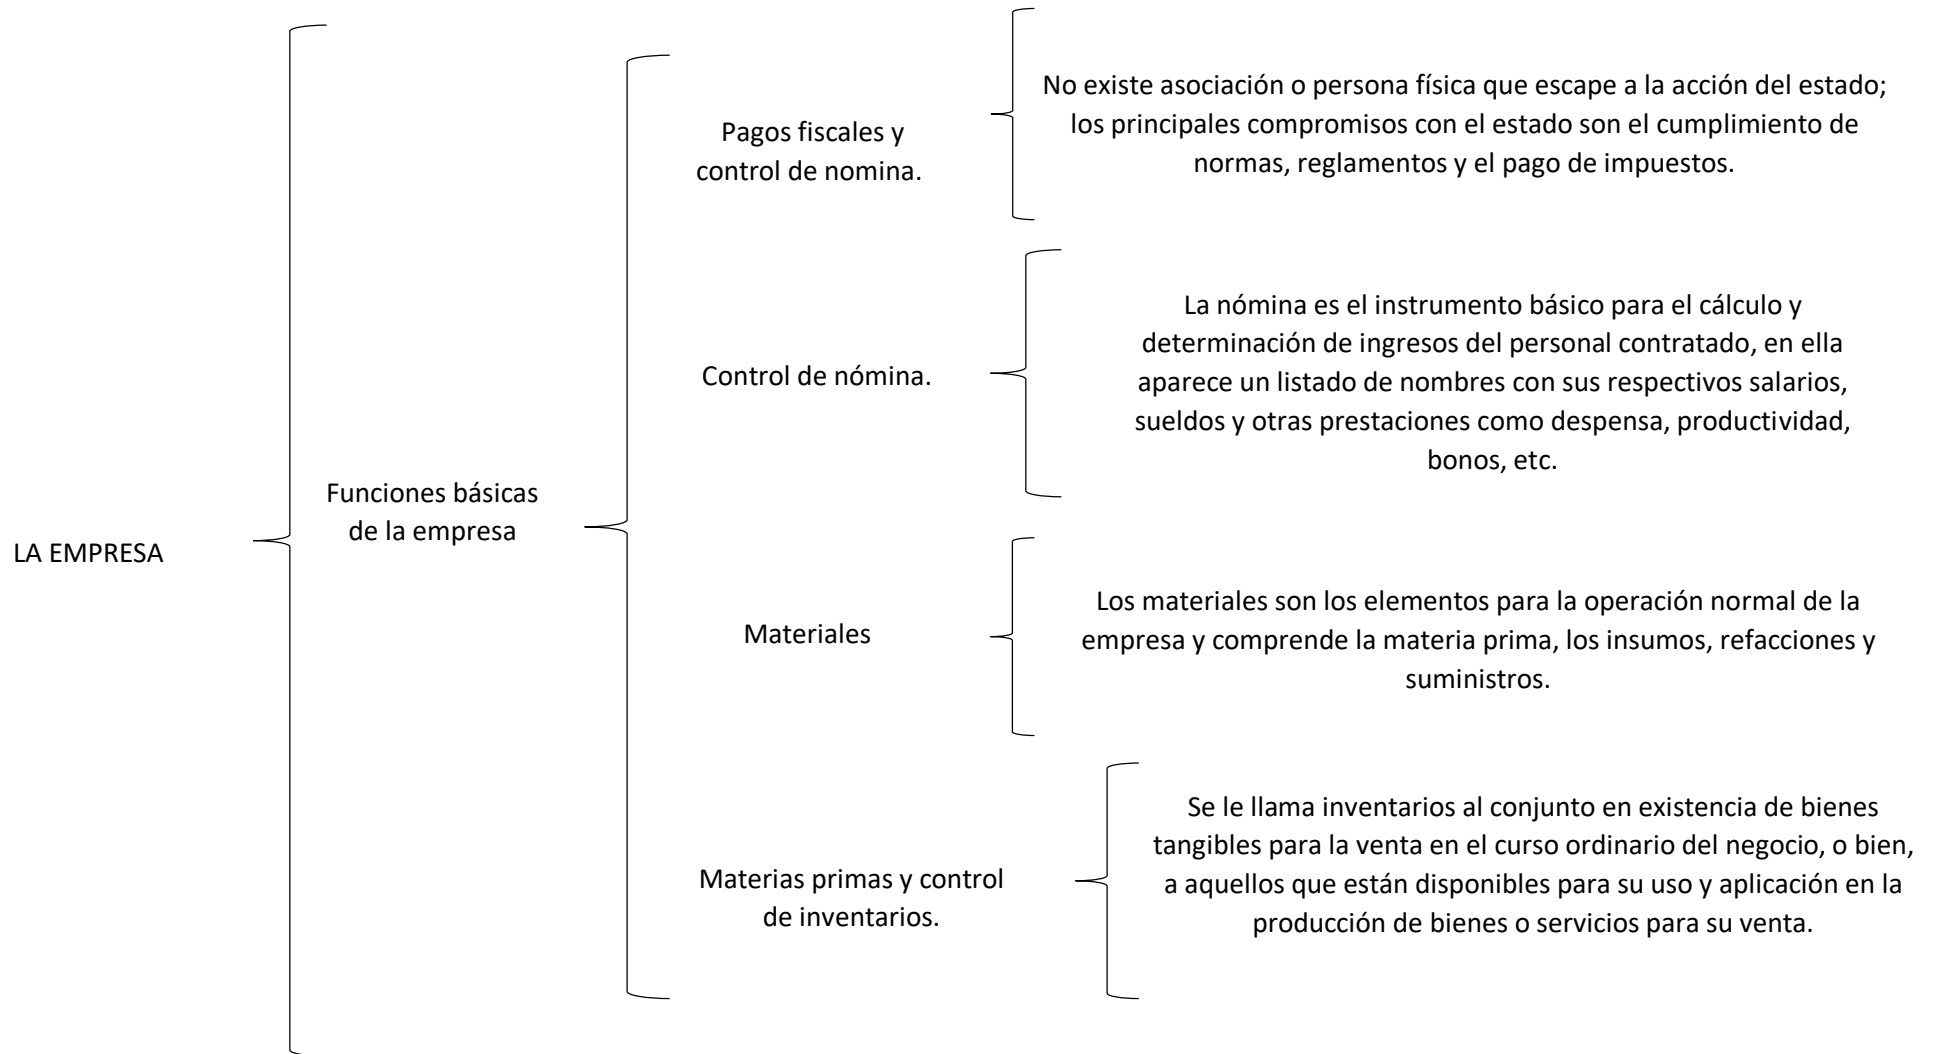 LA EMPRESA
Funciones básicas
de la empresa
Pagos fiscales y
control de nomina.
No existe asociación o persona física que escape a la acción del estado;
los principales compromisos con el estado son el cumplimiento de
normas, reglamentos y el pago de impuestos.
Control de nómina.
La nómina es el instrumento básico para el cálculo y
determinación de ingresos del personal contratado, en ella
aparece un listado de nombres con sus respectivos salarios,
sueldos y otras prestaciones como despensa, productividad,
bonos, etc.
Materiales
Los materiales son los elementos para la operación normal de la
empresa y comprende la materia prima, los insumos, refacciones y
suministros.
Materias primas y control
de inventarios.
Se le llama inventarios al conjunto en existencia de bienes
tangibles para la venta en el curso ordinario del negocio, o bien,
a aquellos que están disponibles para su uso y aplicación en la
producción de bienes o servicios para su venta.